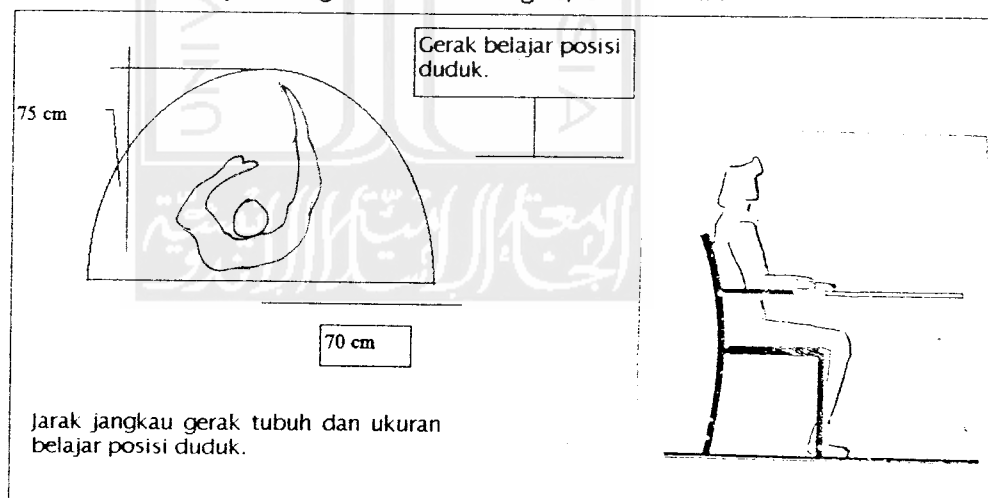 Gerak belajar posisi
duduk.
75 cm
70 cm
Jarak jangkau gerak tubuh dan ukuran
belajar posisi duduk.